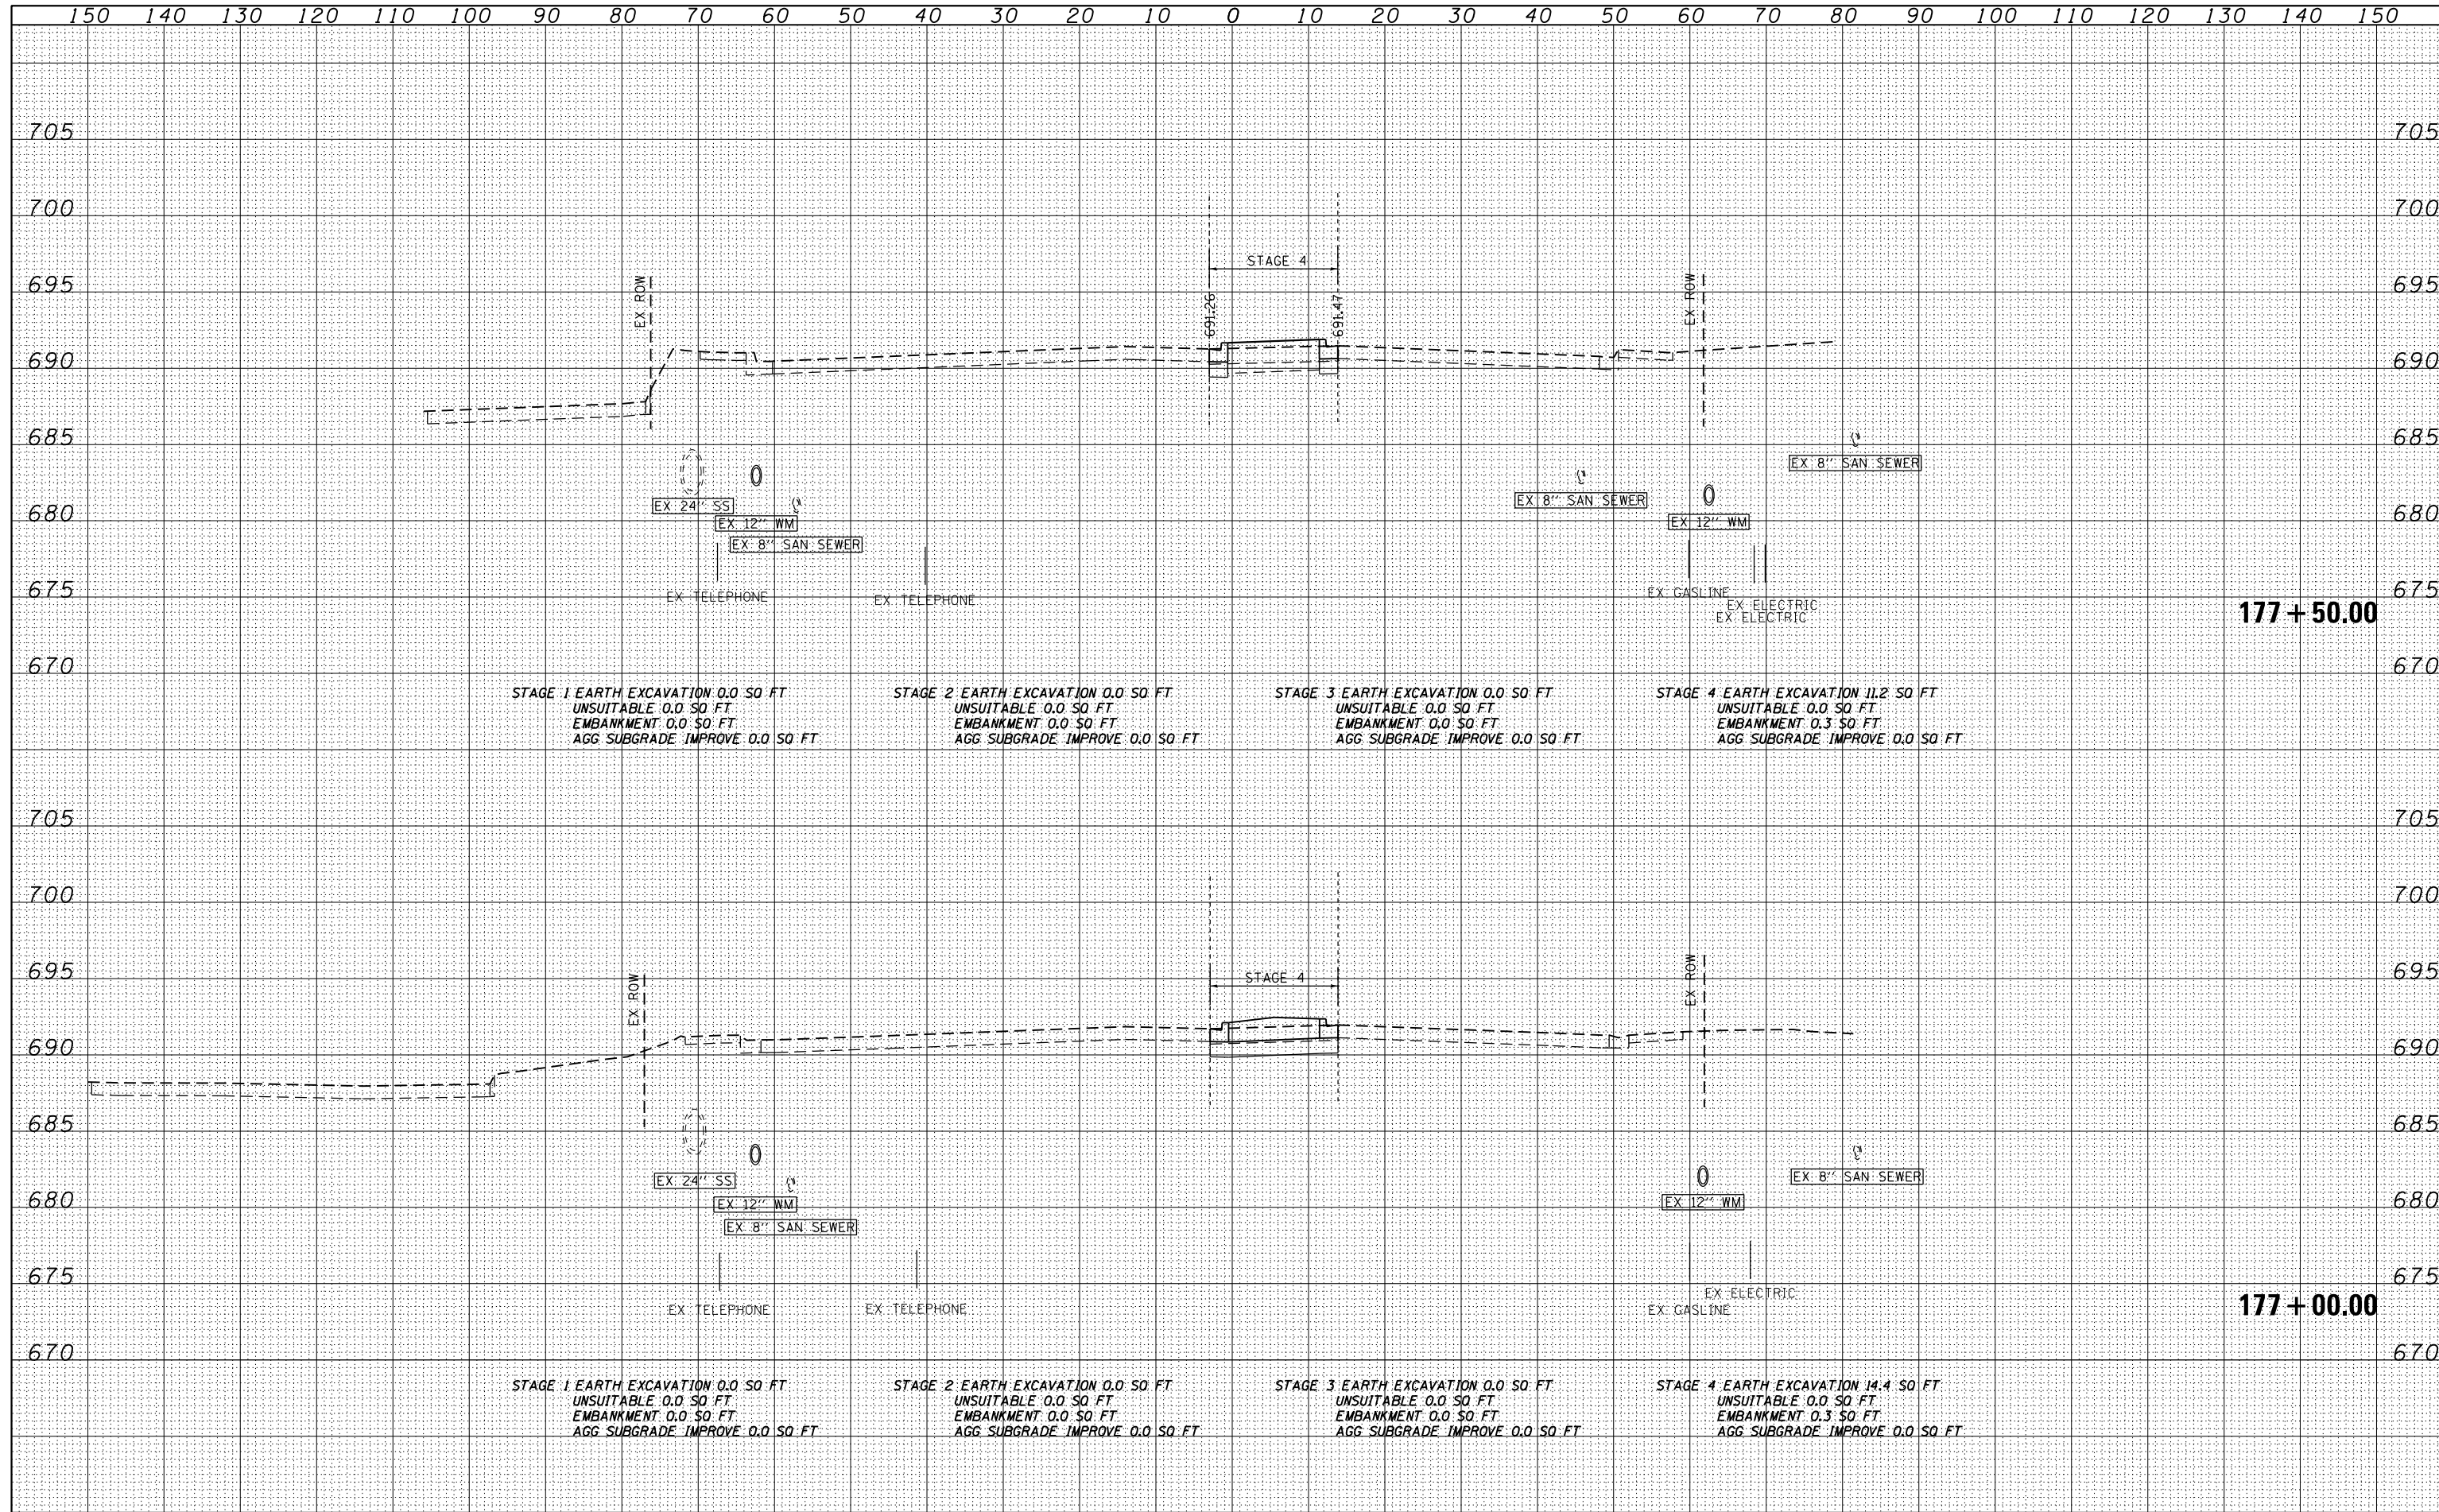 150 140 130 120 110 100 90 80 70 60 50 40 30 20 10 0 10 20 30 40 50 60 70 80 90 100 110 120 130 140 150
705 705
700 700
STAGE 4
695 EX ROW 691.26 691.47 EX ROW 695
690 690
685 685
EX 8'' SAN SEWER
EX 24'' SS EX 8'' SAN SEWER
680 EX 12'' WM EX 12'' WM 680
EX 8'' SAN SEWER
675 EX TELEPHONE EX TELEPHONE EX GASLINE 675
EX ELECTRIC
EX ELECTRIC
177+50.00
670 670
STAGE 1 EARTH EXCAVATION 0.0 SQ FT STAGE 2 EARTH EXCAVATION 0.0 SQ FT STAGE 3 EARTH EXCAVATION 0.0 SQ FT STAGE 4 EARTH EXCAVATION 11.2 SQ FT
UNSUITABLE 0.0 SQ FT UNSUITABLE 0.0 SQ FT UNSUITABLE 0.0 SQ FT UNSUITABLE 0.0 SQ FT
EMBANKMENT 0.0 SQ FT EMBANKMENT 0.0 SQ FT EMBANKMENT 0.0 SQ FT EMBANKMENT 0.3 SQ FT
AGG SUBGRADE IMPROVE 0.0 SQ FT AGG SUBGRADE IMPROVE 0.0 SQ FT AGG SUBGRADE IMPROVE 0.0 SQ FT AGG SUBGRADE IMPROVE 0.0 SQ FT
705 705
700 700
695 EX ROW STAGE 4 EX ROW 695
690 690
685 685
EX 24'' SS EX 8'' SAN SEWER
680 EX 12'' WM EX 12'' WM 680
EX 8'' SAN SEWER
675 675
EX ELECTRIC
EX TELEPHONE EX TELEPHONE EX GASLINE
177+00.00
670 670
STAGE 1 EARTH EXCAVATION 0.0 SQ FT STAGE 2 EARTH EXCAVATION 0.0 SQ FT STAGE 3 EARTH EXCAVATION 0.0 SQ FT STAGE 4 EARTH EXCAVATION 14.4 SQ FT
UNSUITABLE 0.0 SQ FT UNSUITABLE 0.0 SQ FT UNSUITABLE 0.0 SQ FT UNSUITABLE 0.0 SQ FT
EMBANKMENT 0.0 SQ FT EMBANKMENT 0.0 SQ FT EMBANKMENT 0.0 SQ FT EMBANKMENT 0.3 SQ FT
AGG SUBGRADE IMPROVE 0.0 SQ FT AGG SUBGRADE IMPROVE 0.0 SQ FT AGG SUBGRADE IMPROVE 0.0 SQ FT AGG SUBGRADE IMPROVE 0.0 SQ FT